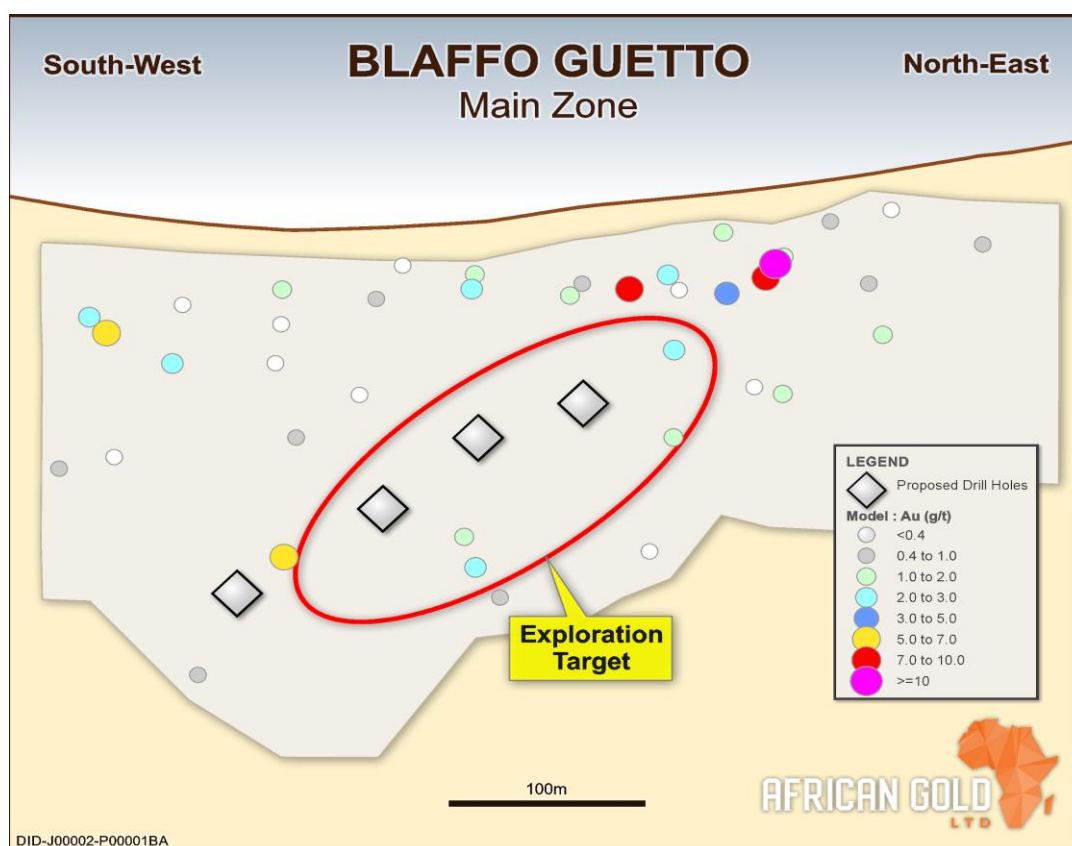 South-West
BLAFFO GUETTO
North-East
Main Zone
LEGEND
Proposed Drill Holes
Model : Au (g/t)
<0.4
0.4 to 1.0
1.0 to 2.0
2.0 to 3.0
3.0 to 5.0
5.0 to 7.0
7.0 to 10.0
>=10
Exploration
Target
100m
AFRICAN GOLD
LTD
DID-J00002-P00001BA